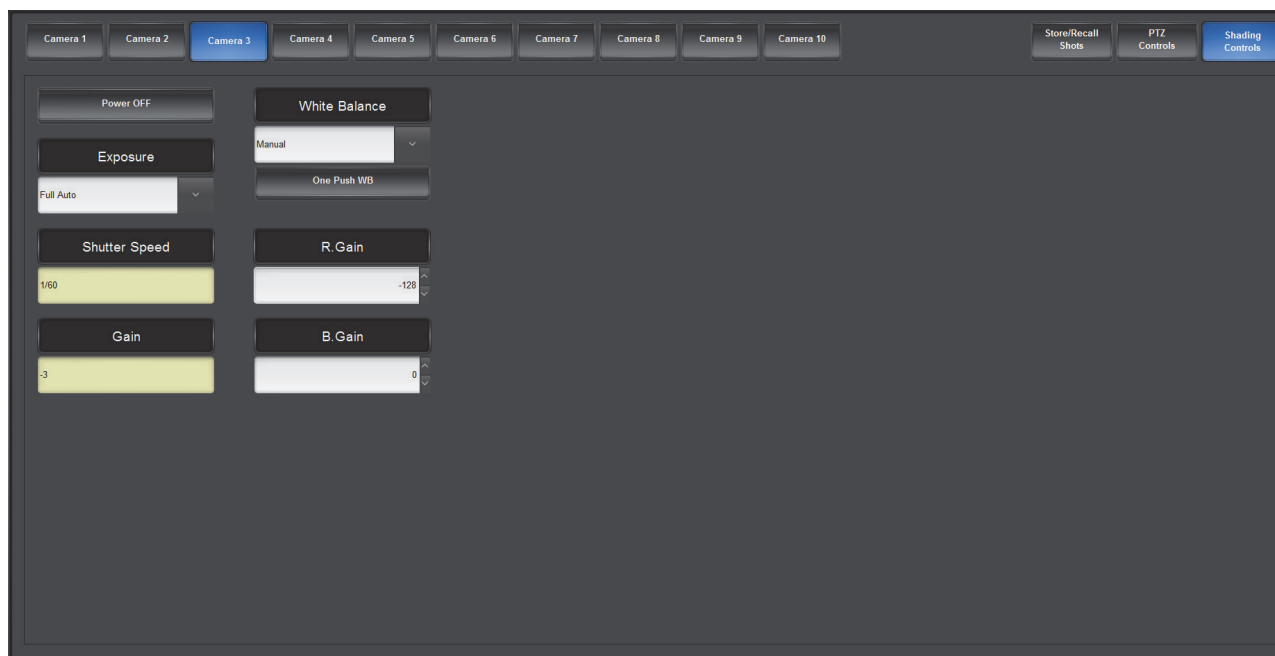 Camera 1
Camera 2
Camera 3
Camera 4
Camera 5
Camera 6
Camera 7
Camera 8
Camera 9
Camera 10
Store/Recall
Shots
PTZ
Controls
Shading
Controls
Power OFF
Exposure
Full Auto
Shutter Speed
1/60
Gain
-3
White Balance
Manual
One Push WB
R.Gain
-128
B.Gain
0